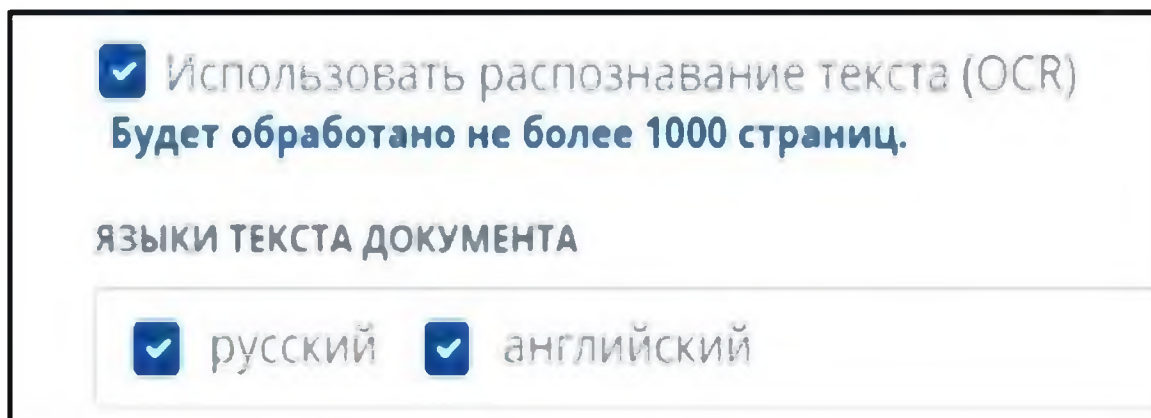 Использовать распознавание текста (OCR)
Будет обработано не более 1000 страниц.
ЯЗЫКИ ТЕКСТА ДОКУМЕНТА
русский английский